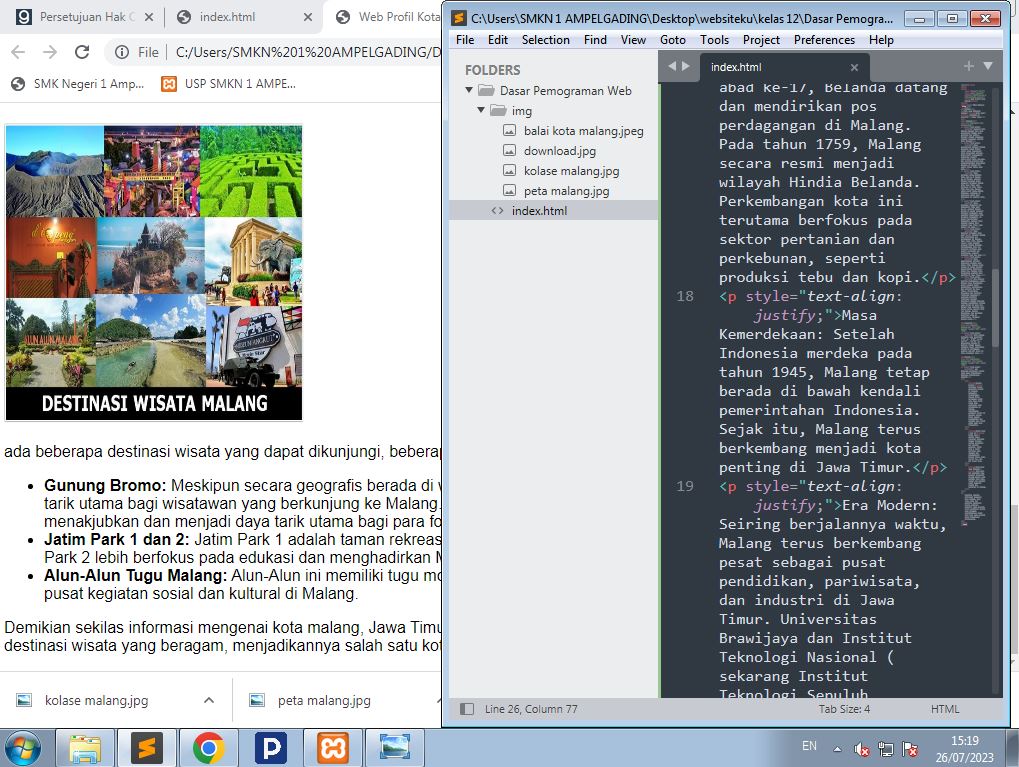 Persetujuan Hak C
index.html
Web Profil Kota
File
C:/Users/SMKN%201%20AMPELGADING/D
SMK Negeri 1 Amp...
USP SMKN 1 AMPE...
DESTINASI WISATA MALANG
ada beberapa destinasi wisata yang dapat dikunjungi, beberap
Gunung Bromo: Meskipun secara geografis berada di w
tarik utama bagi wisatawan yang berkunjung ke Malang.
menakjubkan dan menjadi daya tarik utama bagi para fo
Jatim Park 1 dan 2: Jatim Park 1 adalah taman rekreas
Park 2 lebih berfokus pada edukasi dan menghadirkan M
Alun-Alun Tugu Malang: Alun-Alun ini memiliki tugu mo
pusat kegiatan sosial dan kultural di Malang.
Demikian sekilas informasi mengenai kota malang, Jawa Timu
destinasi wisata yang beragam, menjadikannya salah satu kot
kolase malang.jpg
peta malang.jpg
C:\Users\SMKN 1 AMPELGADING\Desktop\websiteku\kelas 12\Dasar Pemogra...
File Edit Selection Find View Goto Tools Project Preferences Help
FOLDERS
Dasar Pemograman Web
img
balai kota malang.jpeg
download.jpg
kolase malang.jpg
peta malang.jpg
index.html
index.html
abad ke-17, Belanda datang
dan mendirikan pos
perdagangan di Malang.
Pada tahun 1759, Malang
secara resmi menjadi
wilayah Hindia Belanda.
Perkembangan kota ini
terutama berfokus pada
sektor pertanian dan
perkebunan, seperti
produksi tebu dan kopi.</p>
18 <p style="text-align:
justify;">Masa
Kemerdekaan: Setelah
Indonesia merdeka pada
tahun 1945, Malang tetap
berada di bawah kendali
pemerintahan Indonesia.
Sejak itu, Malang terus
berkembang menjadi kota
penting di Jawa Timur.</p>
19 <p style="text-align:
justify;">Era Modern:
Seiring berjalannya waktu,
Malang terus berkembang
pesat sebagai pusat
pendidikan, pariwisata,
dan industri di Jawa
Timur. Universitas
Brawijaya dan Institut
Teknologi Nasional (
sekarang Institut
Teknologi Sepuluh
Line 26, Column 77
Tab Size: 4
HTML
EN
15:19
26/07/2023